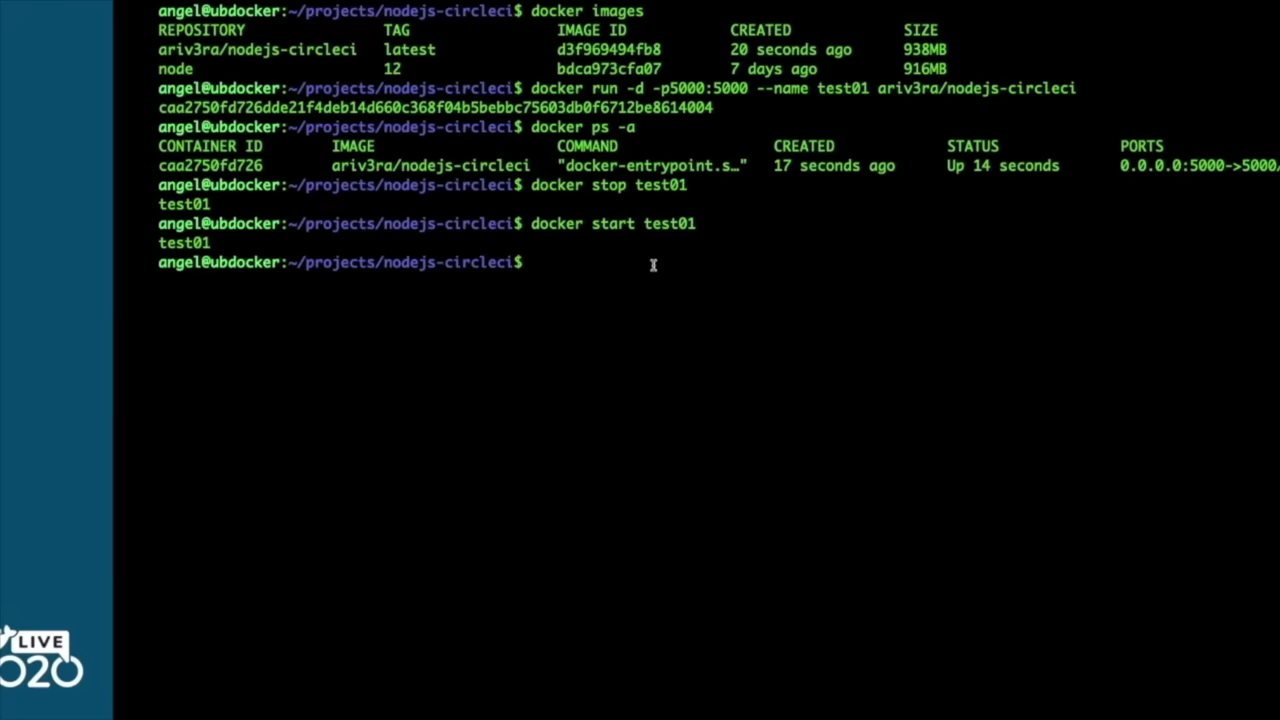 angel@ubdocker:~/projects/nodejs-circleci$ docker images
REPOSITORY TAG IMAGE ID CREATED SIZE
ariv3ra/nodejs-circleci latest d3f969494fb8 20 seconds ago 938MB
node 12 bdca973cfa07 7 days ago 916MB
angel@ubdocker:~/projects/nodejs-circleci$ docker run -d -p5000:5000 --name test01 ariv3ra/nodejs-circleci
caa2750fd726dde21f4deb14d660c368f04b5bebbc75603db0f6712be8614004
angel@ubdocker:~/projects/nodejs-circleci$ docker ps -a
CONTAINER ID IMAGE COMMAND CREATED STATUS PORTS
caa2750fd726 ariv3ra/nodejs-circleci "docker-entrypoint.s…" 17 seconds ago Up 14 seconds 0.0.0.0:5000->5000/
angel@ubdocker:~/projects/nodejs-circleci$ docker stop test01
test01
angel@ubdocker:~/projects/nodejs-circleci$ docker start test01
test01
angel@ubdocker:~/projects/nodejs-circleci$
LIVE
020